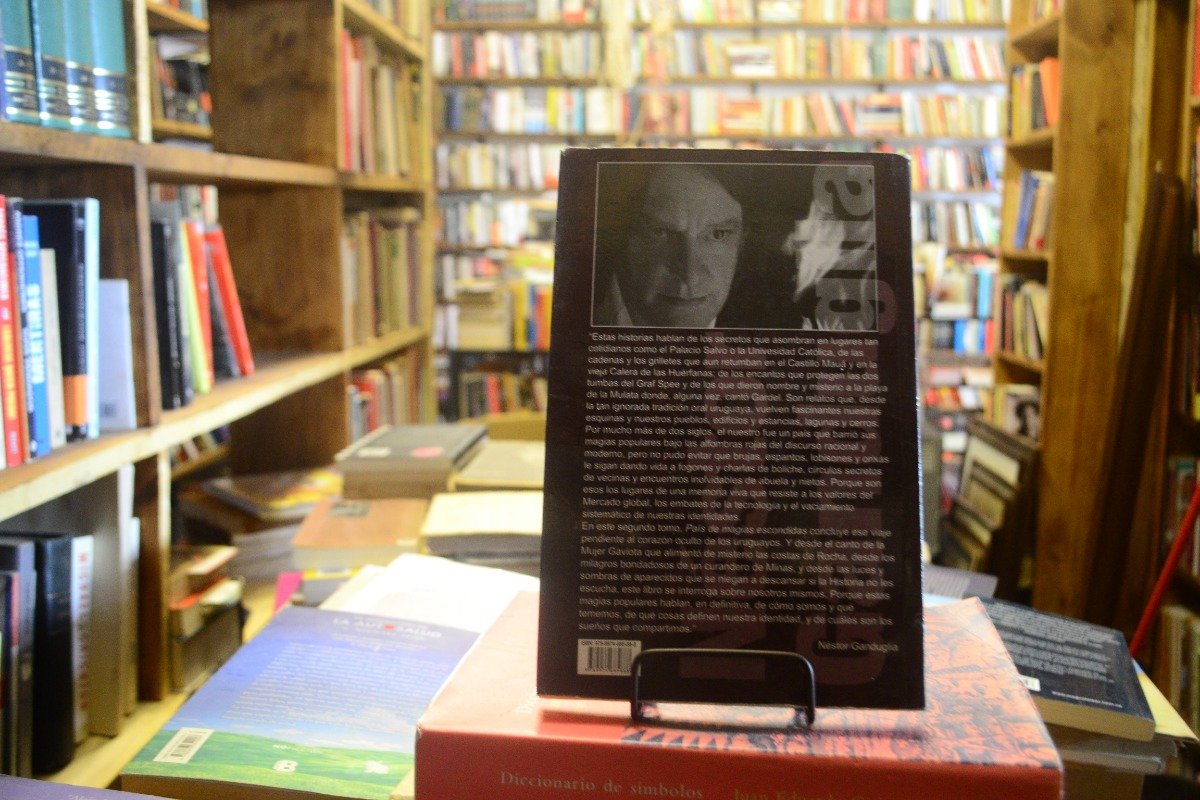 MENTIRAS
"Estas historias hablan de los secretos que asombran en lugares tan
cotidianos como el Palacio Salvo o la Universidad Católica, de las
cadenas y los grilletes que aun retumban en el Castillo Mauá y en la
vieja Calera de las Huérfanas; de los encantos que protegen las dos
tumbas del Graf Spee y de los que dieron nombre y misterio a la playa
de la Mulata donde, alguna vez, cantó Gardel. Son relatos que, desde
la tan ignorada tradición oral uruguaya, vuelven fascinantes nuestras
esquinas y nuestros pueblos, edificios y estancias, lagunas y cerros.
Por mucho más de dos siglos, el nuestro fue un país que barrió sus
magias populares bajo las alfombras rojas del discurso racional y
moderno, pero no pudo evitar que brujas, espantos, lobisones y orixás
le sigan dando vida a fogones y charlas de boliche, círculos secretos
de vecinas y encuentros inolvidables de abuela y nietos. Porque son
esos los lugares de una memoria viva que resiste a los valores del
Mercado global, los embates de la tecnología y el vaciamiento
sistemático de nuestras identidades.
En este segundo tomo, País de magias escondidas concluye ese viaje
pendiente al corazón oculto de los uruguayos. Y desde el canto de la
Mujer Gaviota que alimentó de misterio las costas de Rocha, desde los
milagros bondadosos de un curandero de Minas, y desde las luces y
sombras de aparecidos que se niegan a descansar si la Historia no les
escucha, este libro se interroga sobre nosotros mismos. Porque estas
magias populares hablan, en definitiva, de cómo somos y qué
tememos, de qué cosas definen nuestra identidad, y de cuáles son los
sueños que compartimos."
Néstor Ganduglia
LA AUTOSALUD
Diccionario de símbolos
Juan